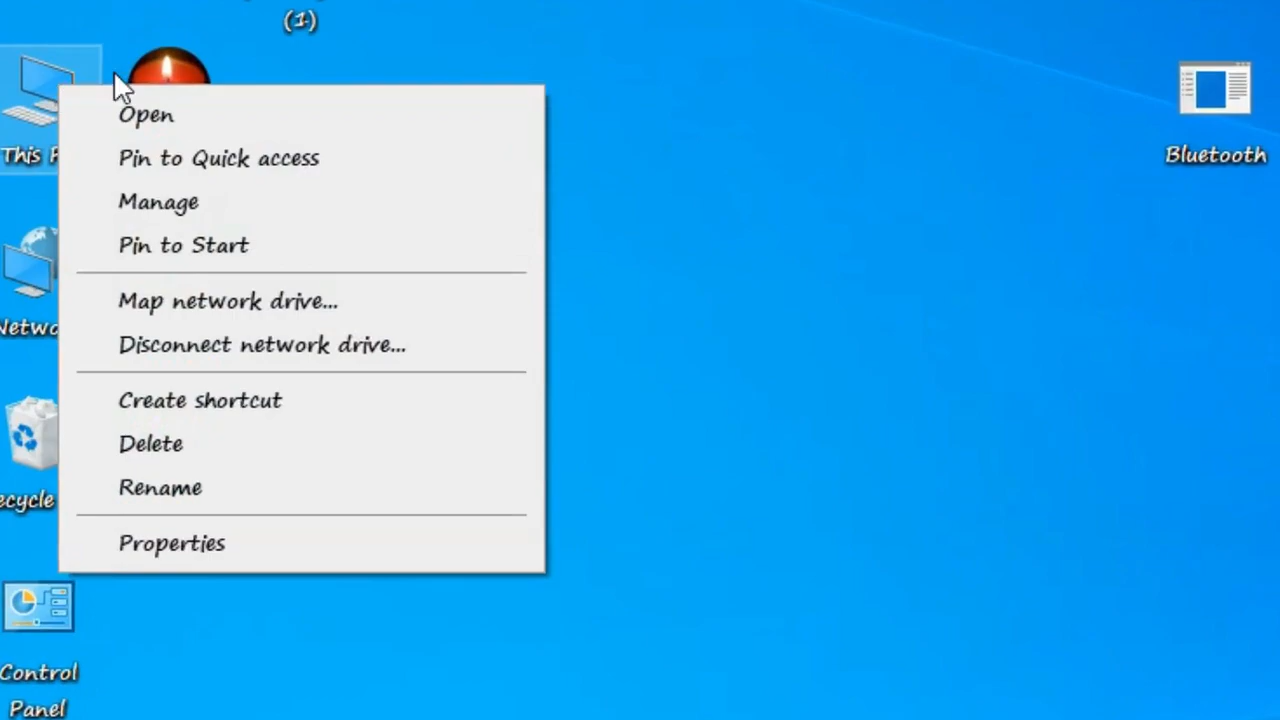 (1)
This
Open
Pin to Quick access
Manage
Pin to Start
Map network drive...
Disconnect network drive...
Create shortcut
Delete
Rename
Properties
Control
Panel
Bluetooth